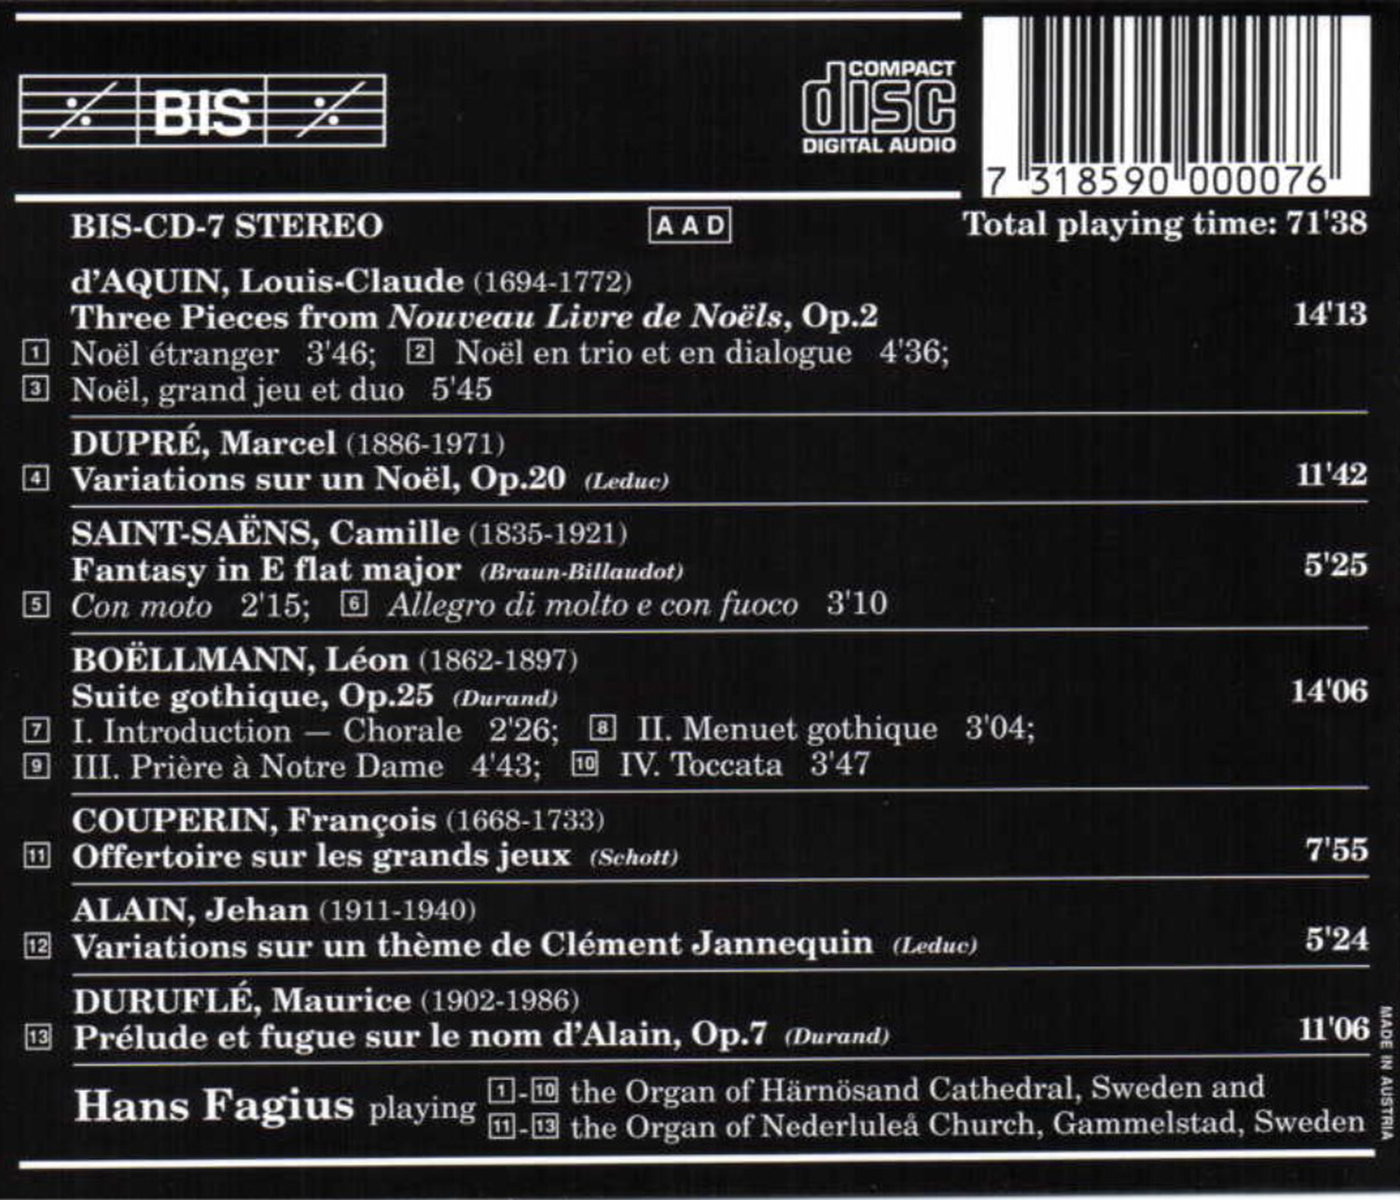 BIS
COMPACT
disc
DIGITAL AUDIO
7 318590 000076
BIS-CD-7 STEREO AAD Total playing time: 71'38
d'AQUIN, Louis-Claude (1694-1772)
Three Pieces from Nouveau Livre de Noëls, Op.2 14'13
1 Noël étranger 3'46; 2 Noël en trio et en dialogue 4'36;
3 Noël, grand jeu et duo 5'45
DUPRÉ, Marcel (1886-1971)
4 Variations sur un Noël, Op.20 (Leduc) 11'42
SAINT-SAËNS, Camille (1835-1921)
Fantasy in E flat major (Braun-Billaudot) 5'25
5 Con moto 2'15; 6 Allegro di molto e con fuoco 3'10
BOËLLMANN, Léon (1862-1897)
Suite gothique, Op.25 (Durand) 14'06
7 I. Introduction — Chorale 2'26; 8 II. Menuet gothique 3'04;
9 III. Prière à Notre Dame 4'43; 10 IV. Toccata 3'47
COUPERIN, François (1668-1733)
11 Offertoire sur les grands jeux (Schott) 7'55
ALAIN, Jehan (1911-1940)
12 Variations sur un thème de Clément Jannequin (Leduc) 5'24
DURUFLÉ, Maurice (1902-1986)
13 Prélude et fugue sur le nom d'Alain, Op.7 (Durand) 11'06
Hans Fagius playing 1-10 the Organ of Härnösand Cathedral, Sweden and
11-13 the Organ of Nederluleå Church, Gammelstad, Sweden
MADE IN AUSTRIA